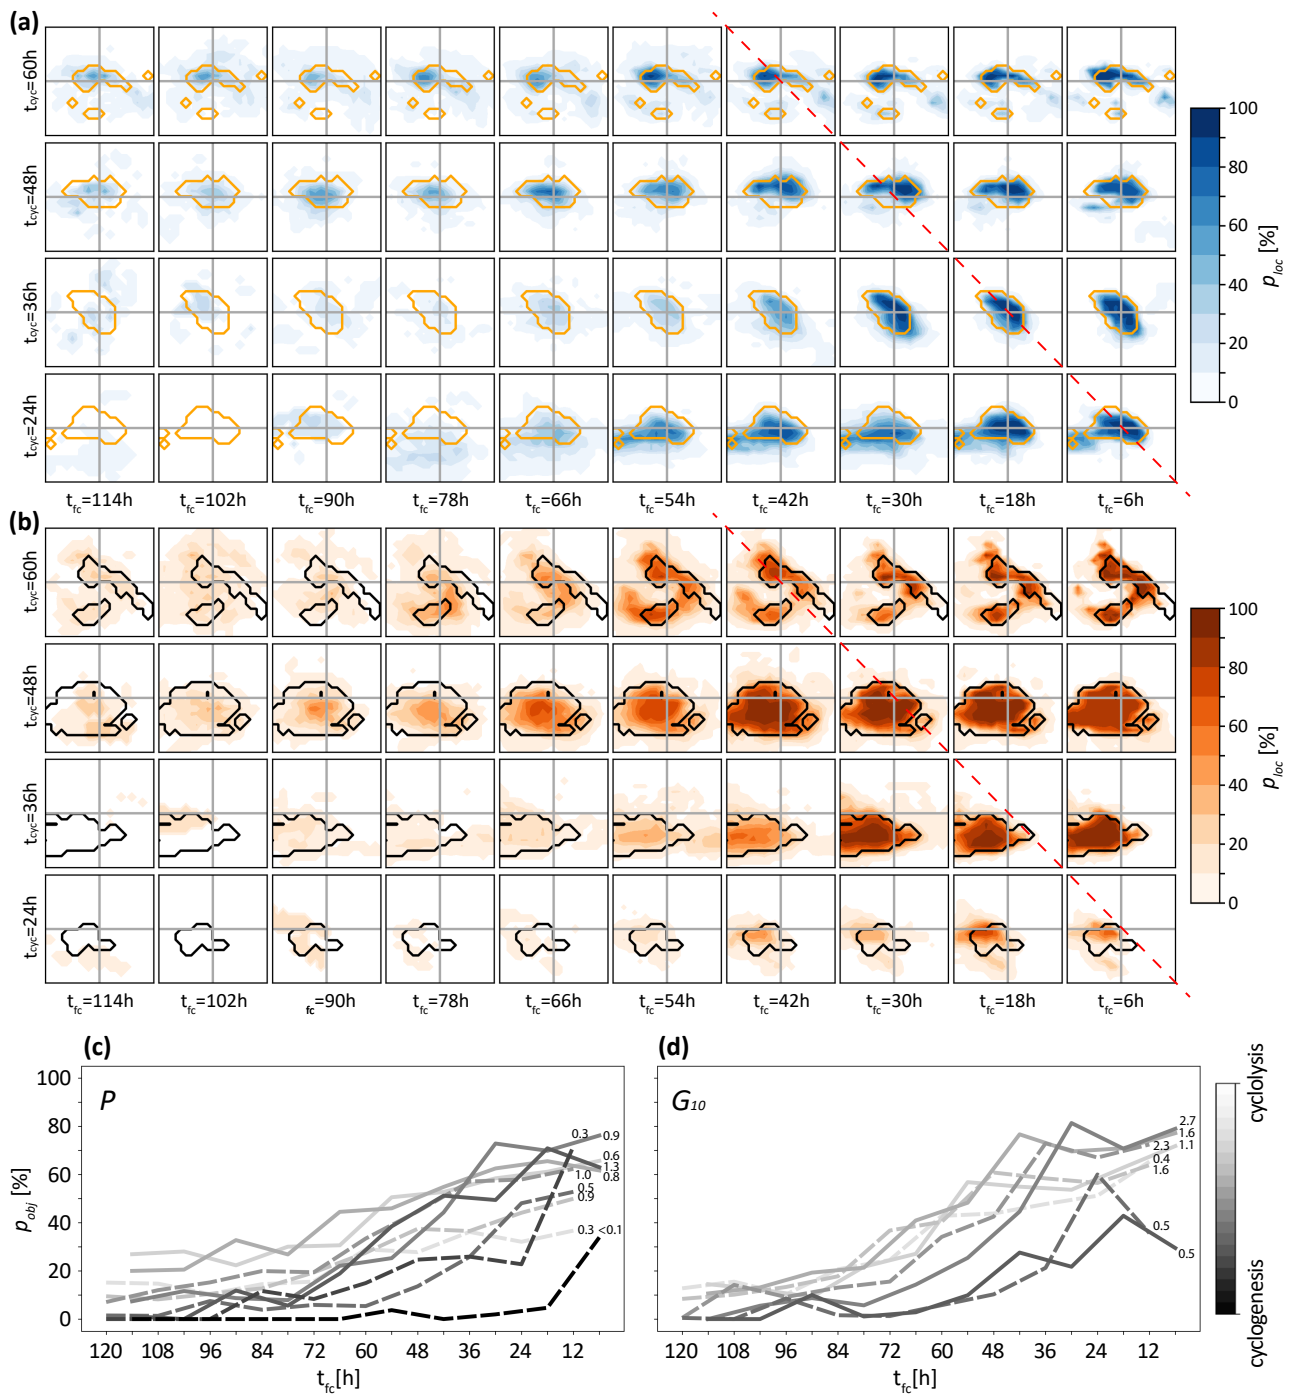 (a)
t_cyc=60h
t_cyc=48h
t_cyc=36h
t_cyc=24h
t_fc=114h t_fc=102h t_fc=90h t_fc=78h t_fc=66h t_fc=54h t_fc=42h t_fc=30h t_fc=18h t_fc=6h
100
80
60
40
20
0
p_loc [%]
(b)
t_cyc=60h
t_cyc=48h
t_cyc=36h
t_cyc=24h
t_fc=114h t_fc=102h fc=90h t_fc=78h t_fc=66h t_fc=54h t_fc=42h t_fc=30h t_fc=18h t_fc=6h
100
80
60
40
20
0
p_loc [%]
(c)
P
100
80
60
40
20
0
p_obj [%]
0.3 0.9
0.6
1.3
1.0 0.8
0.5
0.9
0.3 <0.1
120 108 96 84 72 60 48 36 24 12
t_fc[h]
(d)
G10
2.7
1.6
2.3 1.1
0.4
1.6
0.5
0.5
120 108 96 84 72 60 48 36 24 12
t_fc[h]
cyclolysis
cyclogenesis